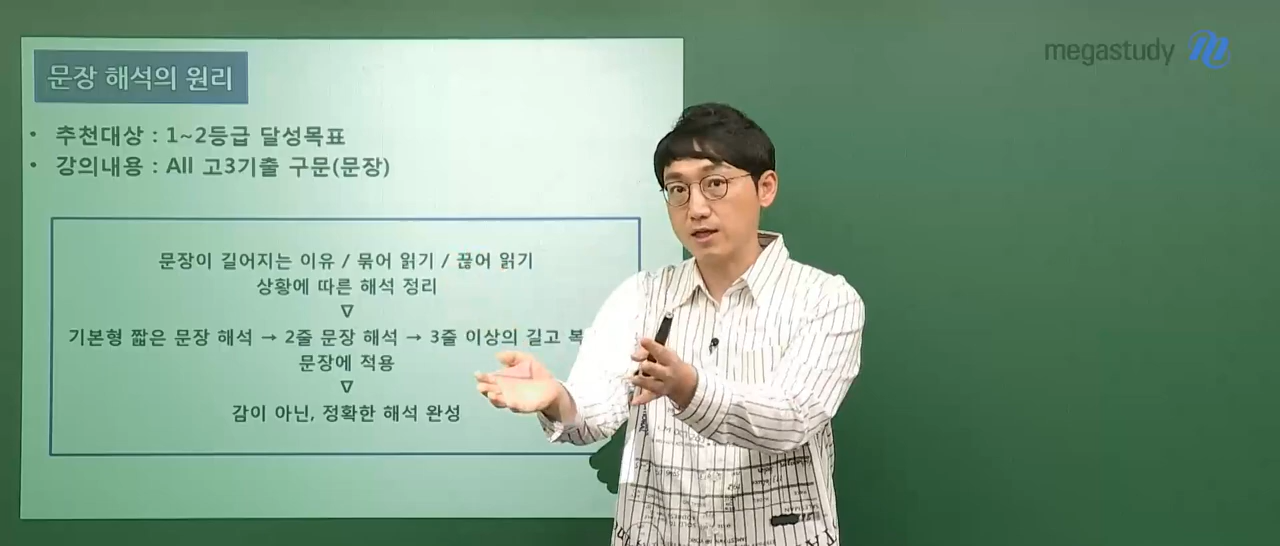 megastudy
문장 해석의 원리
• 추천대상 : 1~2등급 달성목표
• 강의내용 : All 고3기출 구문(문장)
문장이 길어지는 이유 / 묶어 읽기 / 끊어 읽기
상황에 따른 해석 정리
∇
기본형 짧은 문장 해석 → 2줄 문장 해석 → 3줄 이상의 길고
문장에 적용
∇
감이 아닌, 정확한 해석 완성